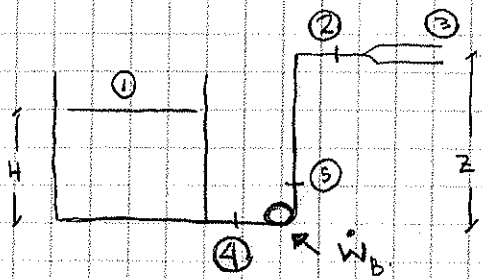 ② ③
①
H
⑤
Z
④
Ẇ_B.